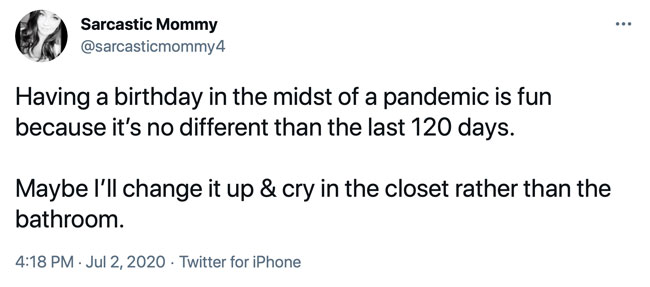 Sarcastic Mommy
@sarcasticmommy4
Having a birthday in the midst of a pandemic is fun
because it’s no different than the last 120 days.
Maybe I’ll change it up & cry in the closet rather than the
bathroom.
4:18 PM · Jul 2, 2020 · Twitter for iPhone